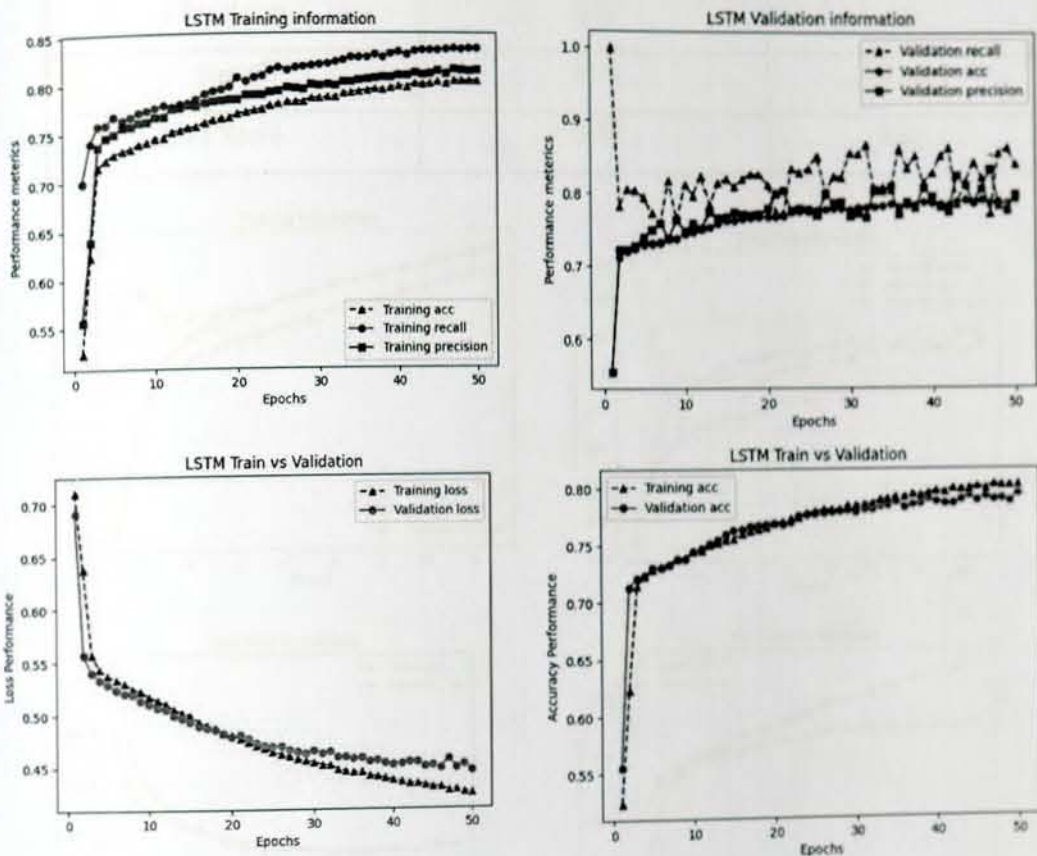 LSTM Training information
0.85
0.80
0.75
0.70
0.65
0.60
0.55
Performance meterics
0
10
20
30
40
50
Epochs
Training acc
Training recall
Training precision
LSTM Validation information
1.0
0.9
0.8
0.7
0.6
Performance metrics
0
10
20
30
40
50
Epochs
Validation recall
Validation acc
Validation precision
LSTM Train vs Validation
0.70
0.65
0.60
0.55
0.50
0.45
Loss Performance
0
10
20
30
40
50
Epochs
Training loss
Validation loss
LSTM Train vs Validation
0.80
0.75
0.70
0.65
0.60
0.55
Accuracy Performance
0
10
20
30
40
50
Epochs
Training acc
Validation acc